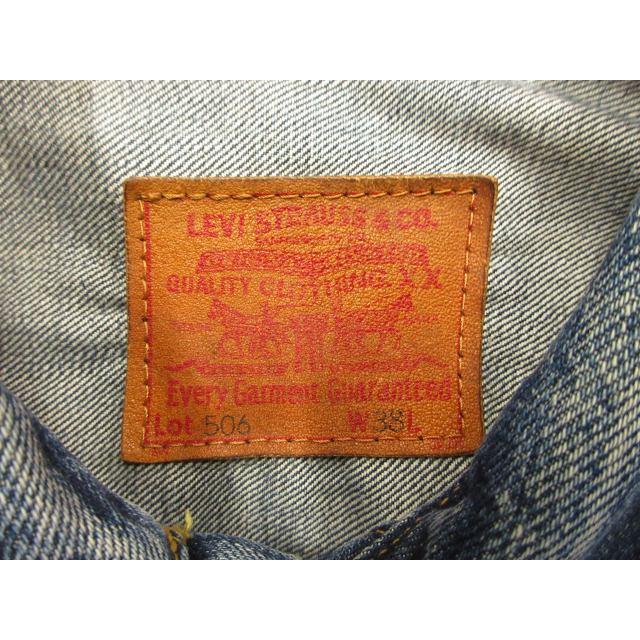 LEVI STRAUSS & CO.
QUALITY CLOTHING. XX
Every Garment Guaranteed
Lot 506 W 38 L